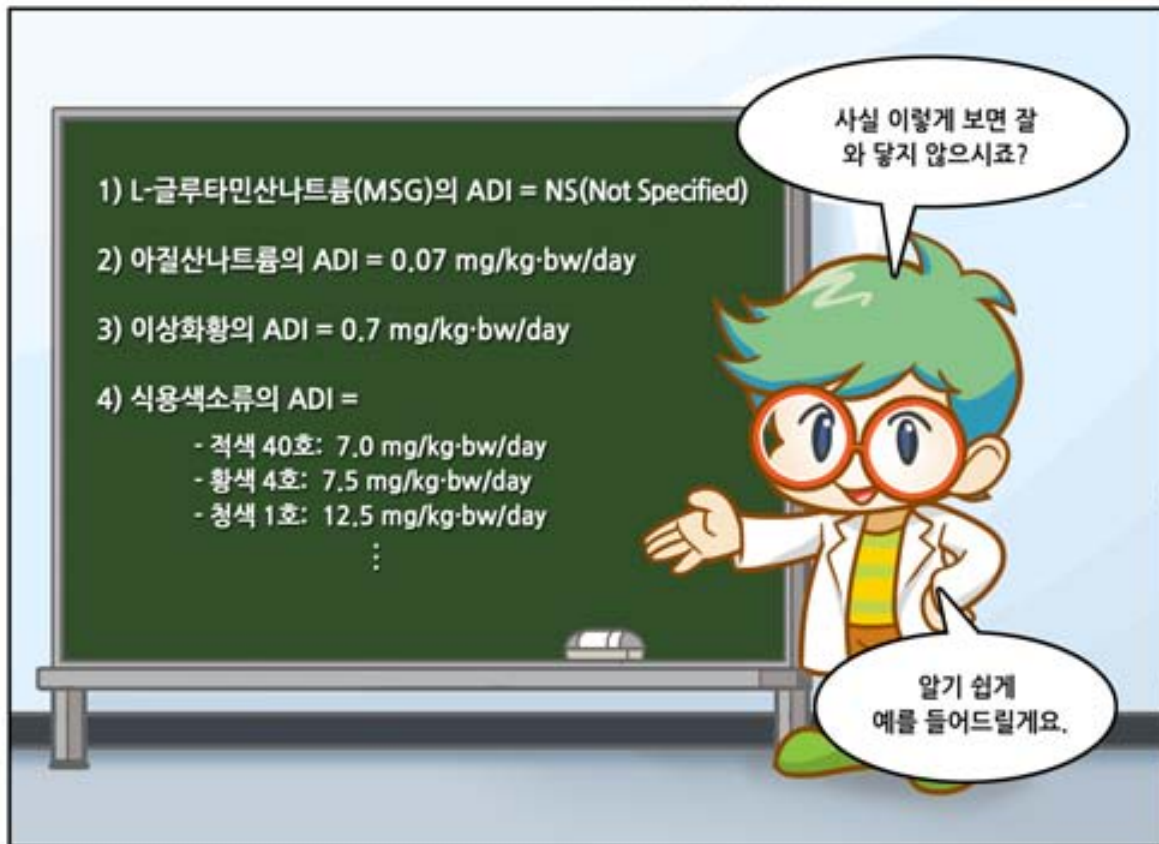 사실 이렇게 보면 잘
와 닿지 않으시죠?
1) L-글루타민산나트륨(MSG)의 ADI = NS(Not Specified)
2) 아질산나트륨의 ADI = 0.07 mg/kg·bw/day
3) 이상화황의 ADI = 0.7 mg/kg·bw/day
4) 식용색소류의 ADI =
- 적색 40호: 7.0 mg/kg·bw/day
- 황색 4호: 7.5 mg/kg·bw/day
- 청색 1호: 12.5 mg/kg·bw/day
⋮
알기 쉽게
예를 들어드릴게요.